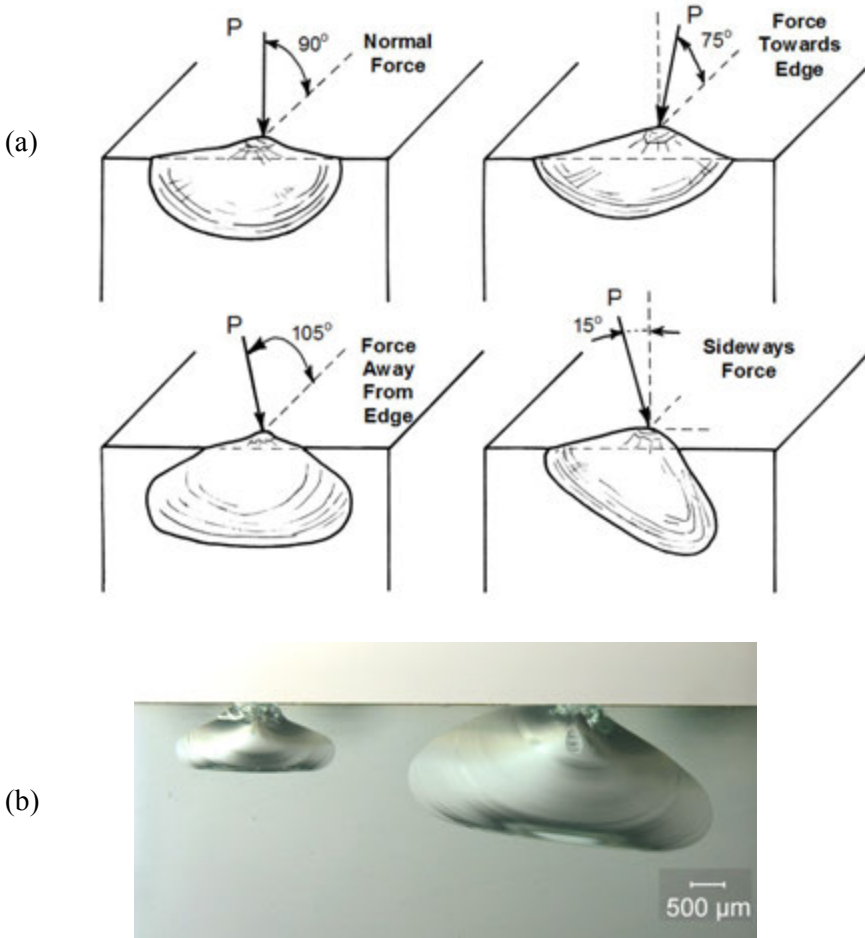 (a)
P
90°
Normal
Force
P
75°
Force
Towards
Edge
P
105°
Force
Away
From
Edge
P
15°
Sideways
Force
(b)
500 µm